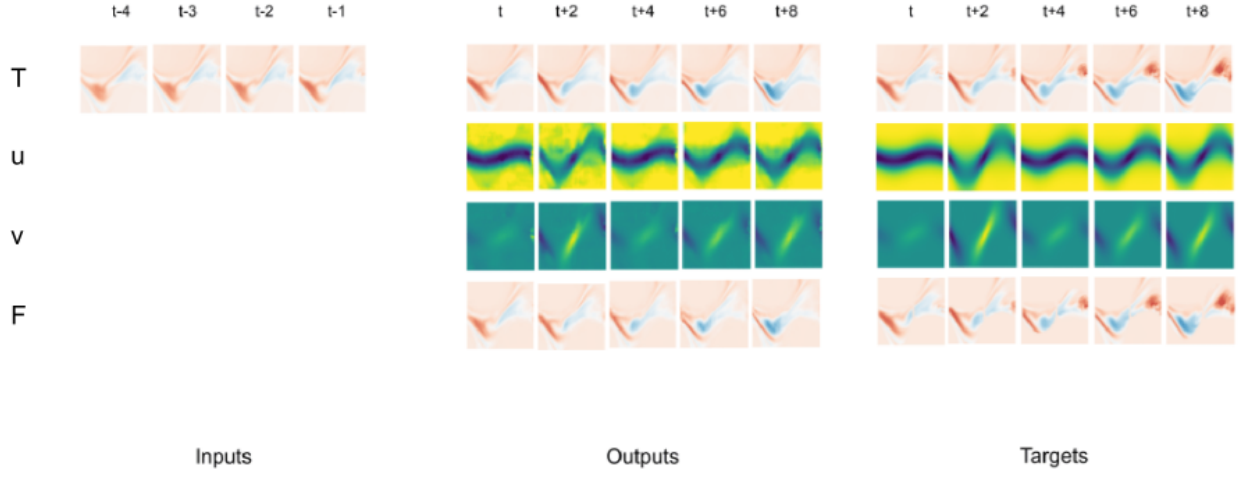 t-4 t-3 t-2 t-1 t t+2 t+4 t+6 t+8 t t+2 t+4 t+6 t+8
T
u
v
F
Inputs Outputs Targets